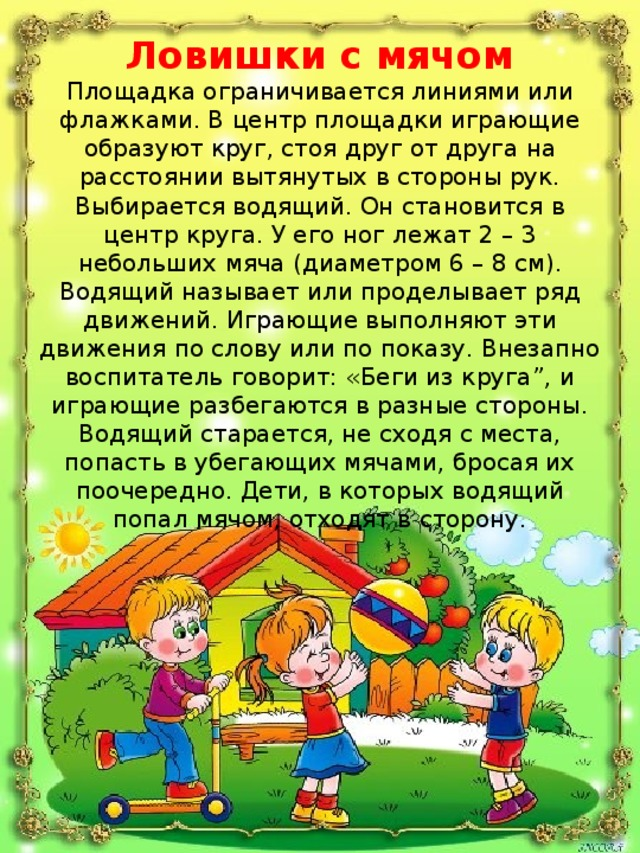 Ловишки с мячом
Площадка ограничивается линиями или
флажками. В центр площадки играющие
образуют круг, стоя друг от друга на
расстоянии вытянутых в стороны рук.
Выбирается водящий. Он становится в
центр круга. У его ног лежат 2 – 3
небольших мяча (диаметром 6 – 8 см).
Водящий называет или проделывает ряд
движений. Играющие выполняют эти
движения по слову или по показу. Внезапно
воспитатель говорит: «Беги из круга”, и
играющие разбегаются в разные стороны.
Водящий старается, не сходя с места,
попасть в убегающих мячами, бросая их
поочередно. Дети, в которых водящий
попал мячом, отходят в сторону.